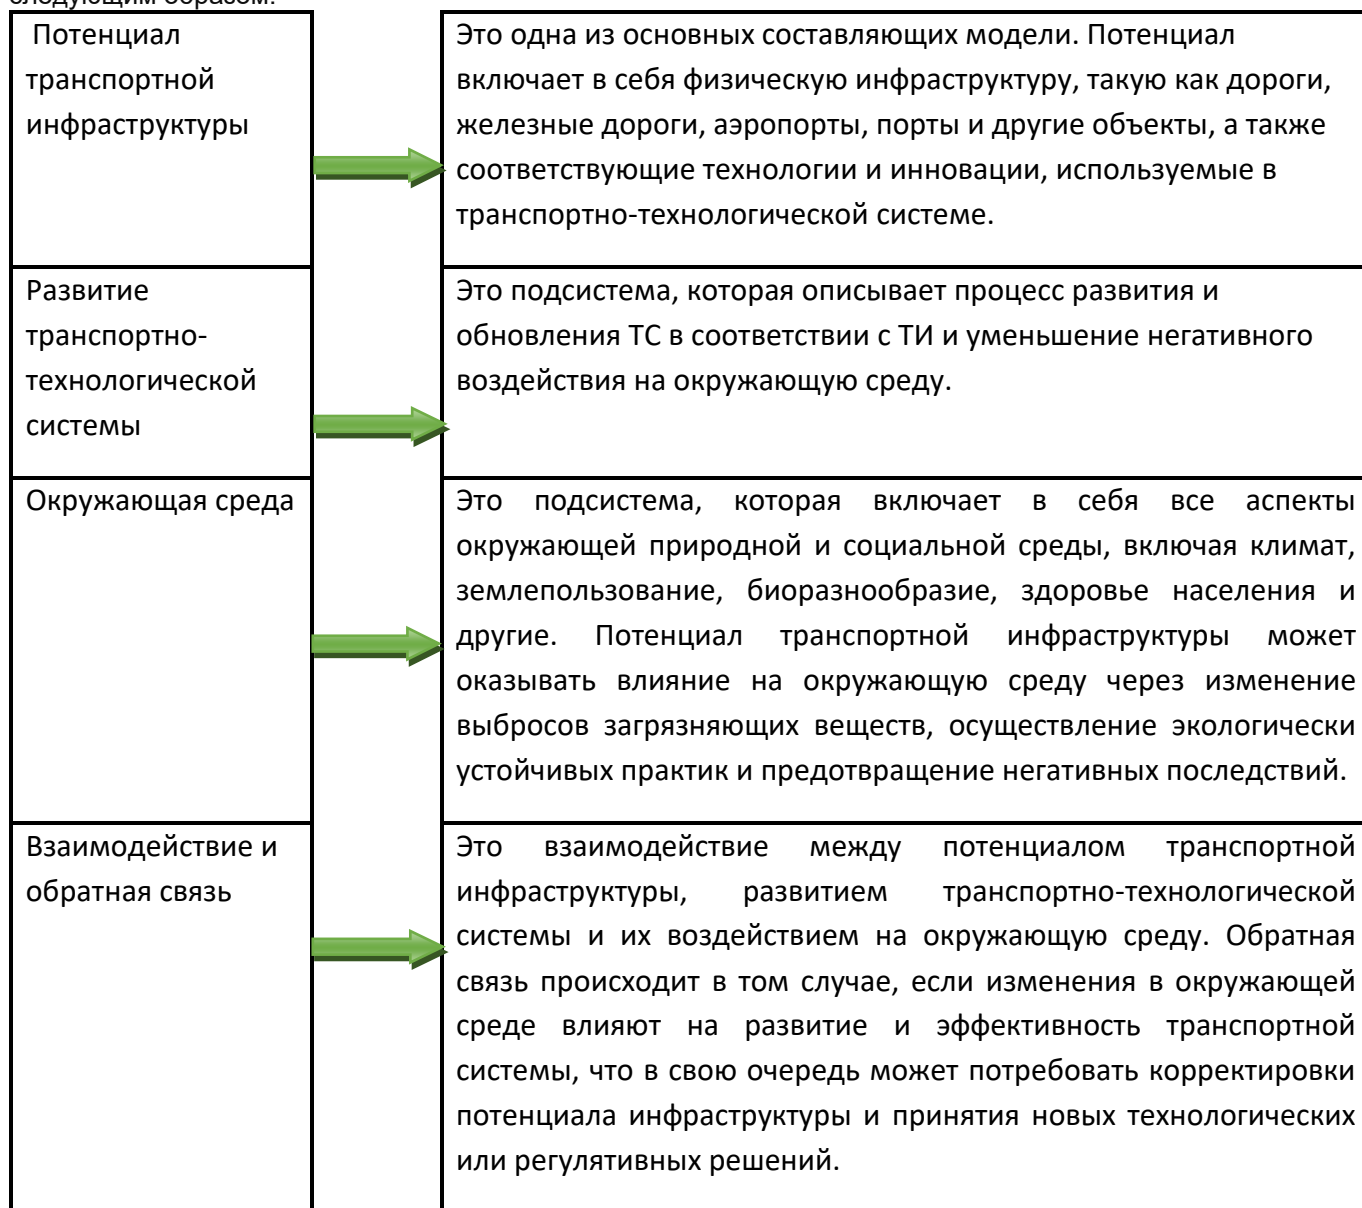 следующим образом:
Потенциал
транспортной
инфраструктуры
Это одна из основных составляющих модели. Потенциал
включает в себя физическую инфраструктуру, такую как дороги,
железные дороги, аэропорты, порты и другие объекты, а также
соответствующие технологии и инновации, используемые в
транспортно-технологической системе.
Развитие
транспортно-
технологической
системы
Это подсистема, которая описывает процесс развития и
обновления ТС в соответствии с ТИ и уменьшение негативного
воздействия на окружающую среду.
Окружающая среда
Это подсистема, которая включает в себя все аспекты
окружающей природной и социальной среды, включая климат,
землепользование, биоразнообразие, здоровье населения и
другие. Потенциал транспортной инфраструктуры может
оказывать влияние на окружающую среду через изменение
выбросов загрязняющих веществ, осуществление экологически
устойчивых практик и предотвращение негативных последствий.
Взаимодействие и
обратная связь
Это взаимодействие между потенциалом транспортной
инфраструктуры, развитием транспортно-технологической
системы и их воздействием на окружающую среду. Обратная
связь происходит в том случае, если изменения в окружающей
среде влияют на развитие и эффективность транспортной
системы, что в свою очередь может потребовать корректировки
потенциала инфраструктуры и принятия новых технологических
или регулятивных решений.